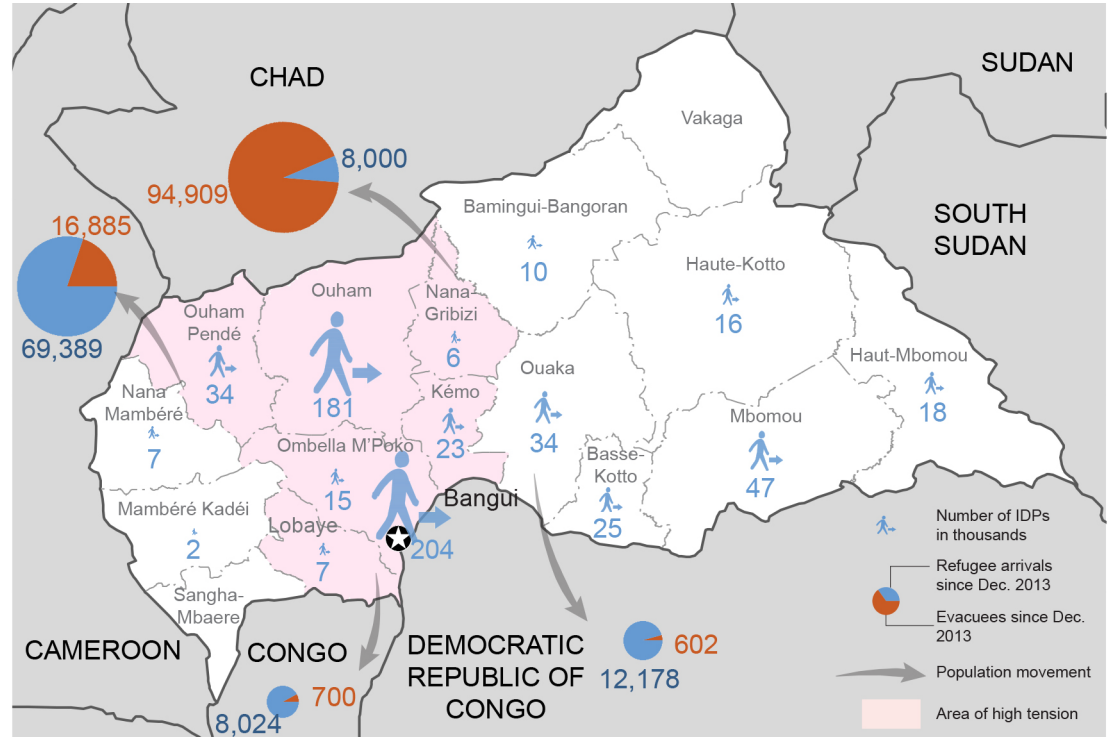 CHAD
SUDAN
Vakaga
8,000
94,909
Bamingui-Bangoran
10
SOUTH
SUDAN
16,885
69,389
Haute-Kotto
16
Ouham
181
Nana-
Gribizi
6
Ouham
Pendé
34
Ouaka
34
Haut-Mbomou
18
Nana
Mambéré
7
Kémo
23
Mbomou
47
Ombella M'Poko
15
Basse-
Kotto
25
Bangui
204
Mambéré Kadéi
2
Lobaye
7
Sangha-
Mbaere
CAMEROON
CONGO
700
8,024
DEMOCRATIC
REPUBLIC OF
CONGO
602
12,178
Number of IDPs
in thousands
Refugee arrivals
since Dec. 2013
Evacuees since Dec.
2013
Population movement
Area of high tension